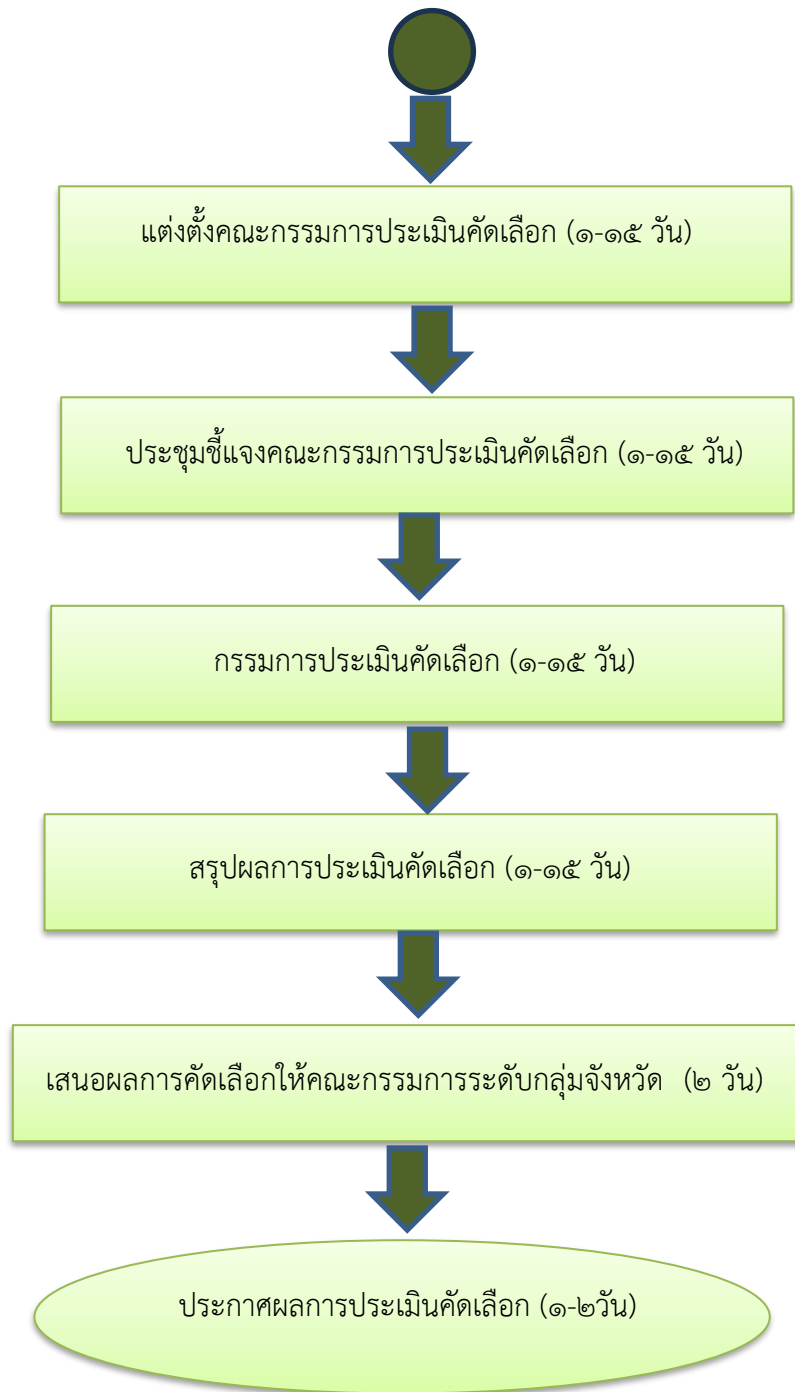 แต่งตั้งคณะกรรมการประเมินคัดเลือก (๑-๑๕ วัน)
ประชุมชี้แจงคณะกรรมการประเมินคัดเลือก (๑-๑๕ วัน)
กรรมการประเมินคัดเลือก (๑-๑๕ วัน)
สรุปผลการประเมินคัดเลือก (๑-๑๕ วัน)
เสนอผลการคัดเลือกให้คณะกรรมการระดับกลุ่มจังหวัด (๒ วัน)
ประกาศผลการประเมินคัดเลือก (๑-๒วัน)